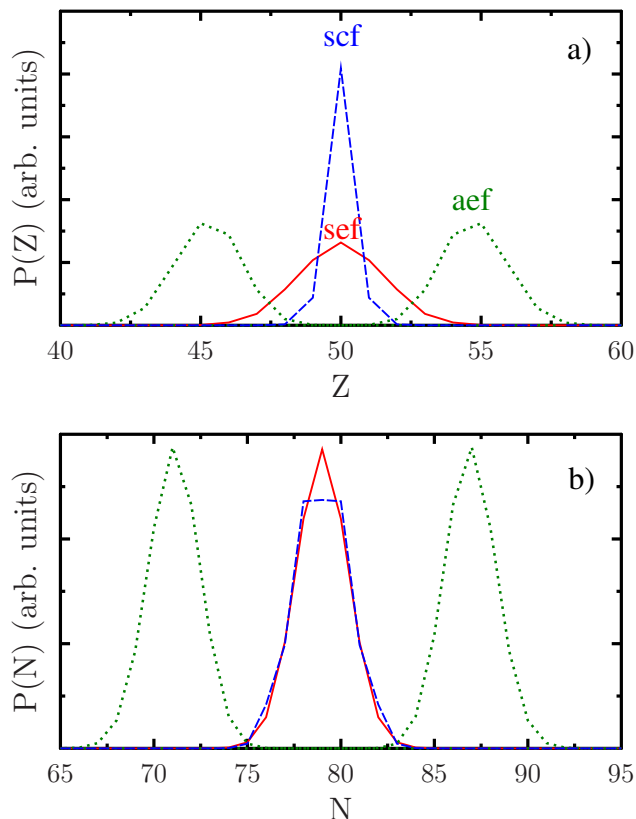 scf
a)
aef
sef
P(Z) (arb. units)
40 45 50 55 60
Z
b)
P(N) (arb. units)
65 70 75 80 85 90 95
N